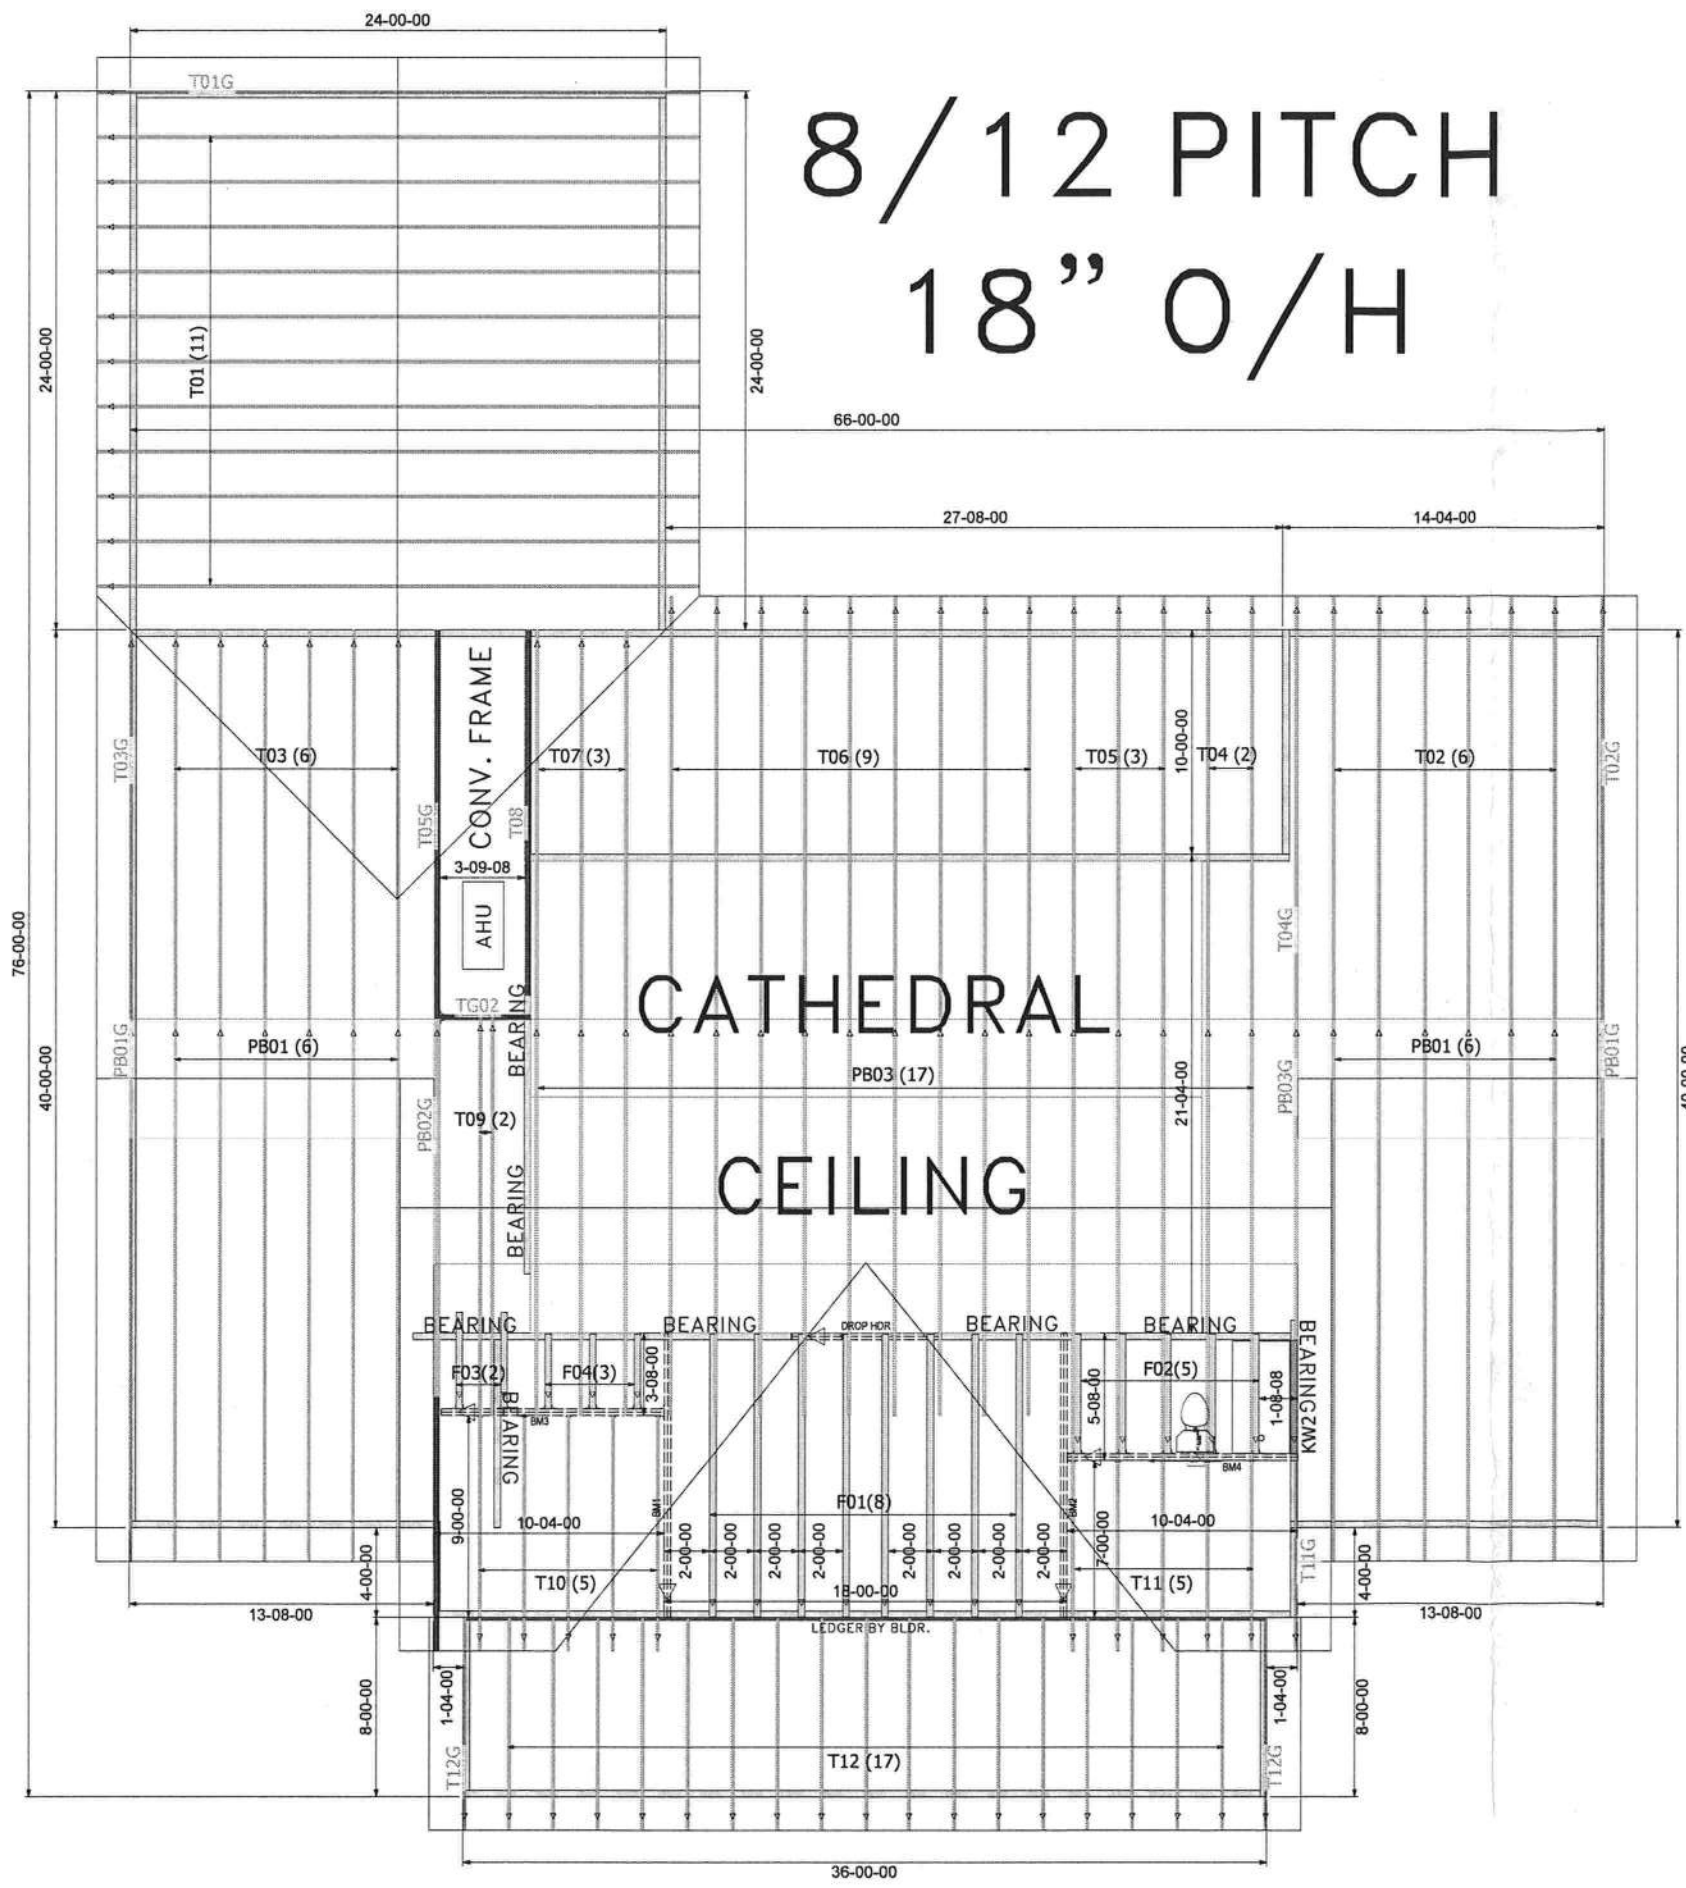 24-00-00
T01G
8/12 PITCH
18” O/H
24-00-00
T01 (11)
24-00-00
66-00-00
27-08-00
14-04-00
CONV. FRAME
10-00-00
T03G
T03 (6)
T07 (3)
T06 (9)
T05 (3)
T04 (2)
T02 (6)
T02G
T05G
T08
3-09-08
AHU
T04G
76-00-00
CATHEDRAL
TG02
BEARING
PB01G
PB01 (6)
PB03 (17)
PB03G
PB01 (6)
PB01G
40-00-00
21-04-00
PB02G
T09 (2)
BEARING
CEILING
BEARING
BEARING
DROP HDR
BEARING
BEARING
BEARING2WK
F03(2)
F04(3)
3-08-00
F02(5)
5-08-00
1-08-08
BEARING
BM3
BM4
F01(8)
BM1
BM2
9-00-00
10-04-00
2-00-00
2-00-00
2-00-00
2-00-00
2-00-00
2-00-00
2-00-00
2-00-00
7-00-00
10-04-00
T11G
4-00-00
T10 (5)
18-00-00
T11 (5)
4-00-00
13-08-00
LEDGER BY BLDR.
13-08-00
1-04-00
8-00-00
1-04-00
8-00-00
T12G
T12 (17)
T12G
36-00-00